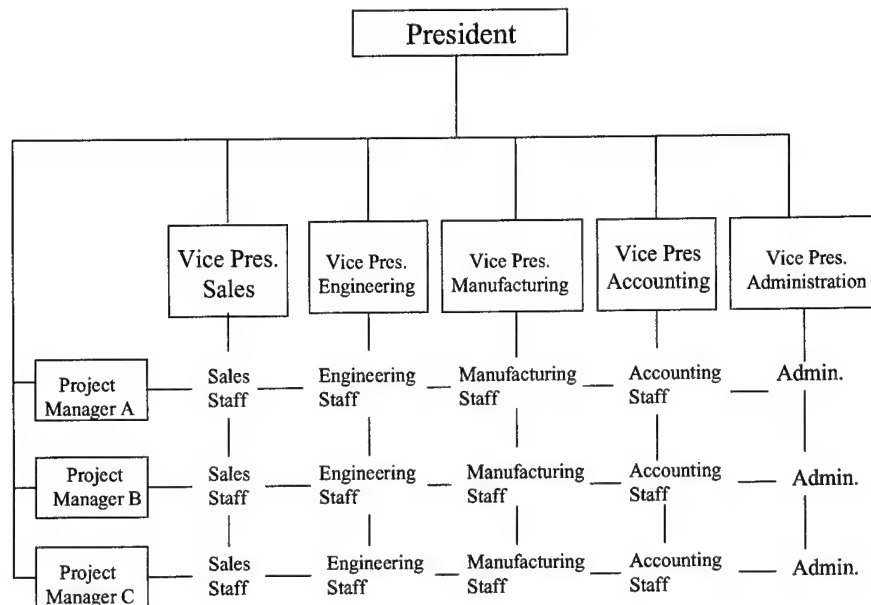 President
Vice Pres.
Sales
Vice Pres.
Engineering
Vice Pres.
Manufacturing
Vice Pres
Accounting
Vice Pres.
Administration
Project
Manager A
Sales
Staff
Engineering
Staff
Manufacturing
Staff
Accounting
Staff
Admin.
Project
Manager B
Sales
Staff
Engineering
Staff
Manufacturing
Staff
Accounting
Staff
Admin.
Project
Manager C
Sales
Staff
Engineering
Staff
Manufacturing
Staff
Accounting
Staff
Admin.